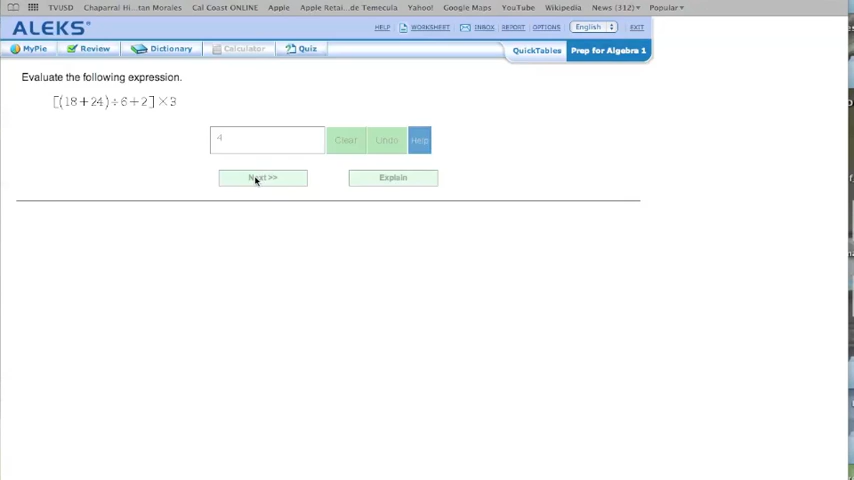 TVUSD Chaparral Hi...tan Morales Cal Coast ONLINE Apple Apple Retai...de Temecula Yahoo! Google Maps YouTube Wikipedia News (312) Popular
ALEKS®
HELP WORKSHEET INBOX REPORT OPTIONS English EXIT
MyPie Review Dictionary Calculator Quiz QuickTables Prep for Algebra 1
Evaluate the following expression.
[(18+24)÷6+2]×3
4 Clear Undo Help
Next >> Explain